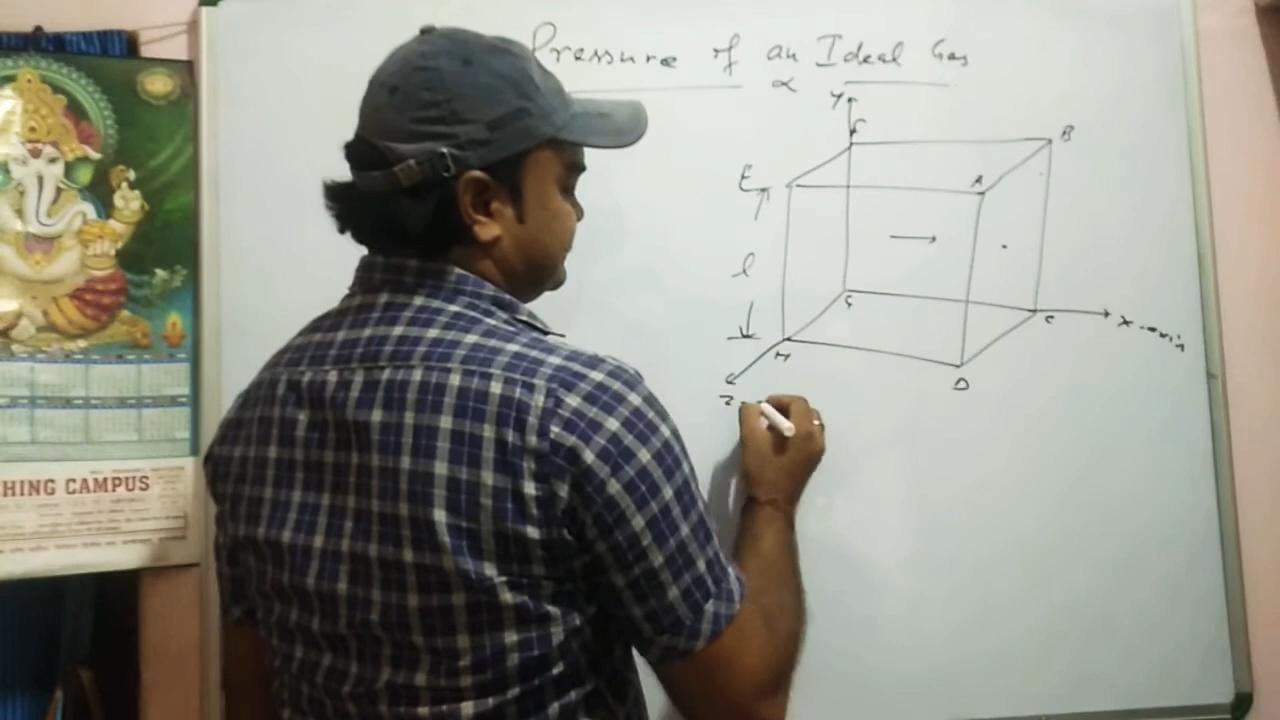 Pressure of an Ideal Gas
α
Y
F
B
E
A
l
G
C
X-axis
H
D
Z
HING CAMPUS